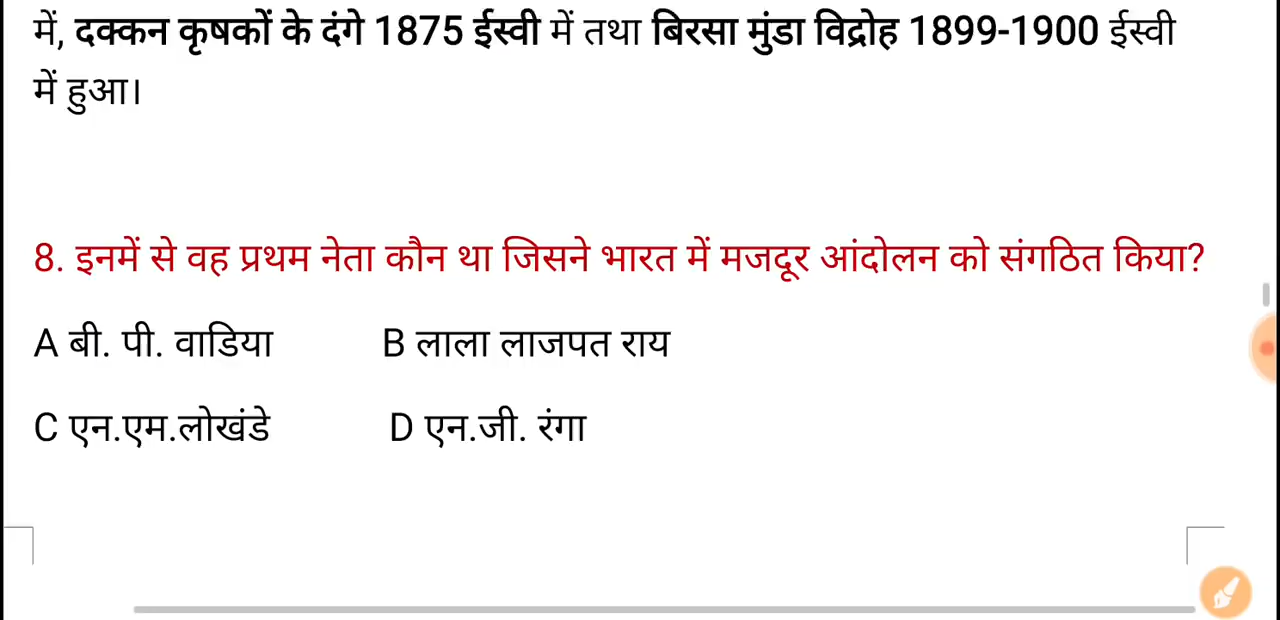 में, दक्कन कृषकों के दंगे 1875 ईस्वी में तथा बिरसा मुंडा विद्रोह 1899-1900 ईस्वी
में हुआ।
8. इनमें से वह प्रथम नेता कौन था जिसने भारत में मजदूर आंदोलन को संगठित किया?
A बी. पी. वाडिया B लाला लाजपत राय
C एन.एम.लोखंडे D एन.जी. रंगा